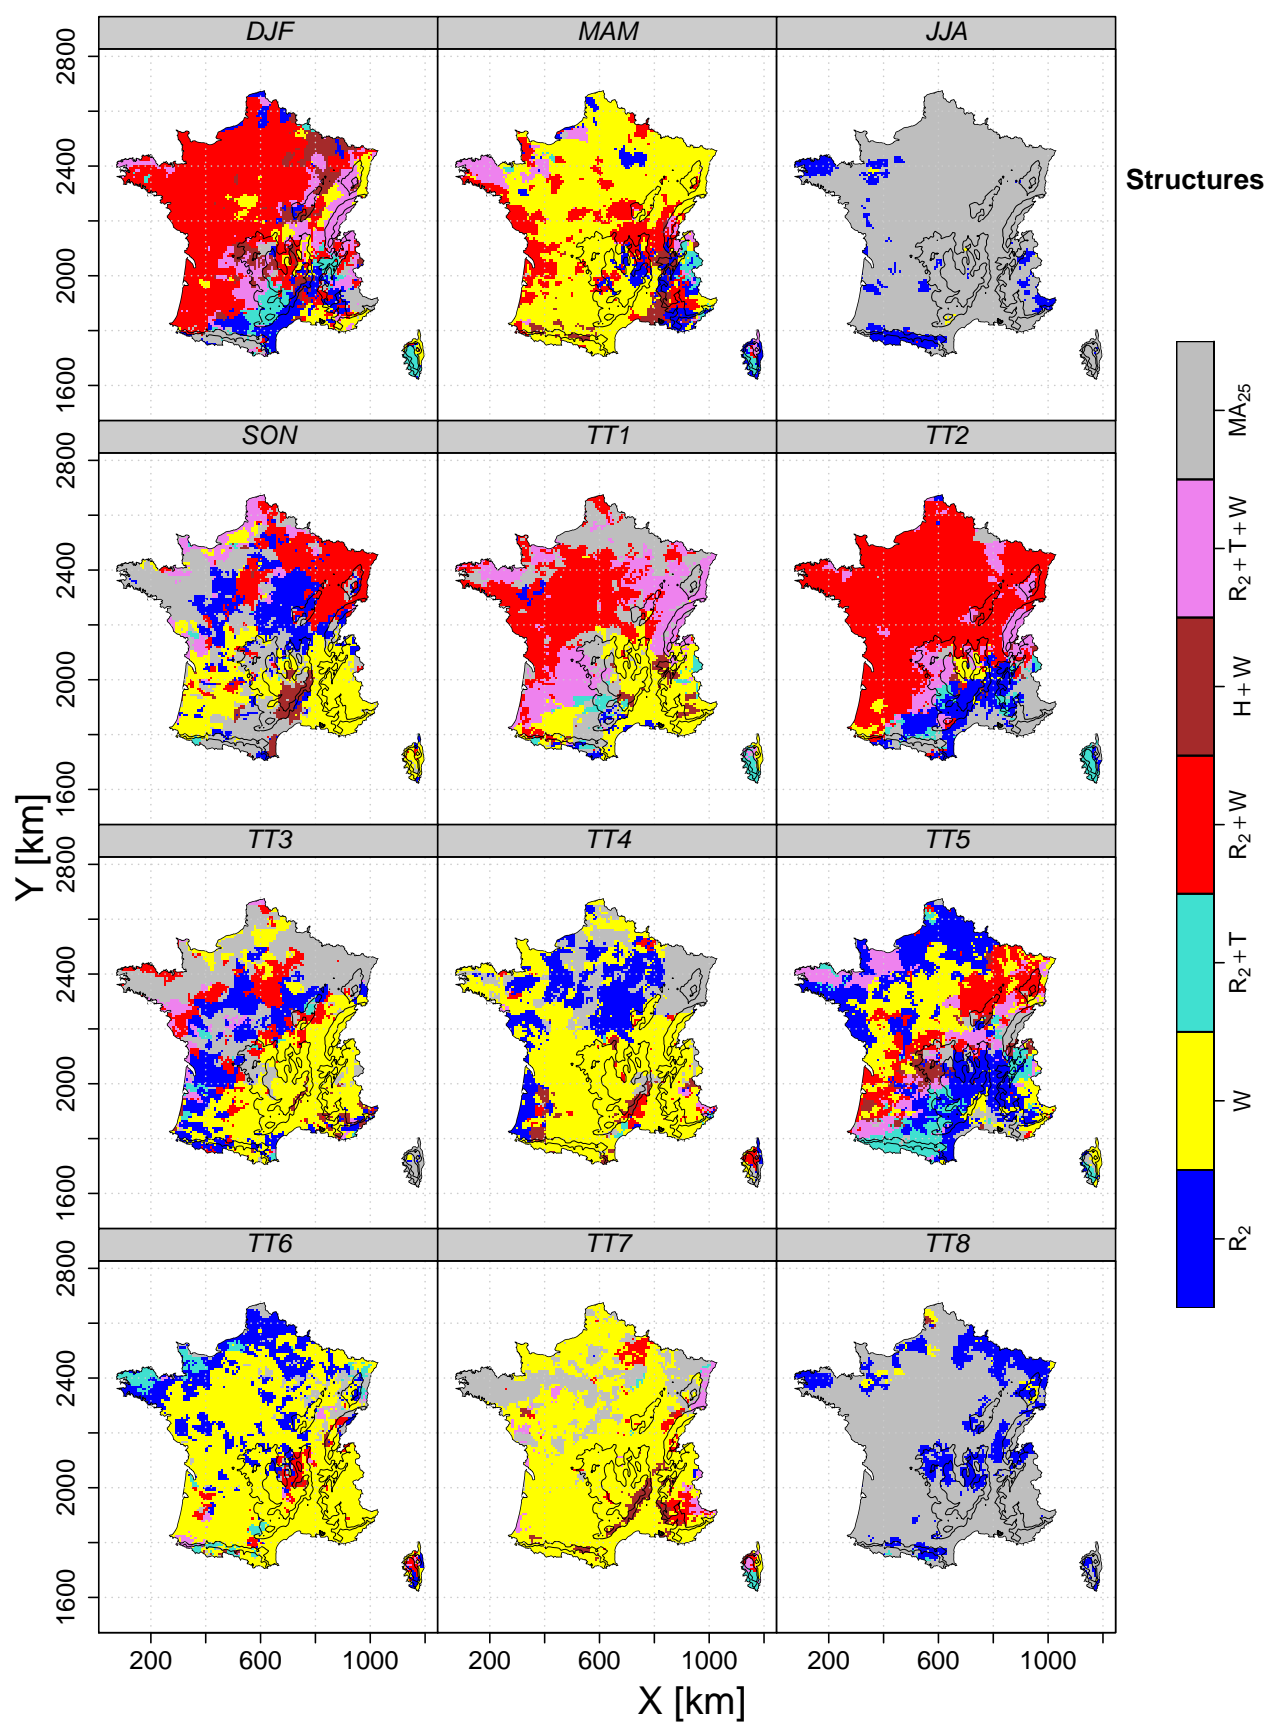 DJF MAM JJA
2800
2400
2000
1600
Structures
SON TT1 TT2
2800
2400
2000
1600
TT3 TT4 TT5
2800
2400
2000
1600
TT6 TT7 TT8
2800
2400
2000
1600
200 600 1000 200 600 1000 200 600 1000
X [km]
Y [km]
MA₂₅
R₂+T+W
H+W
R₂+W
R₂+T
W
R₂